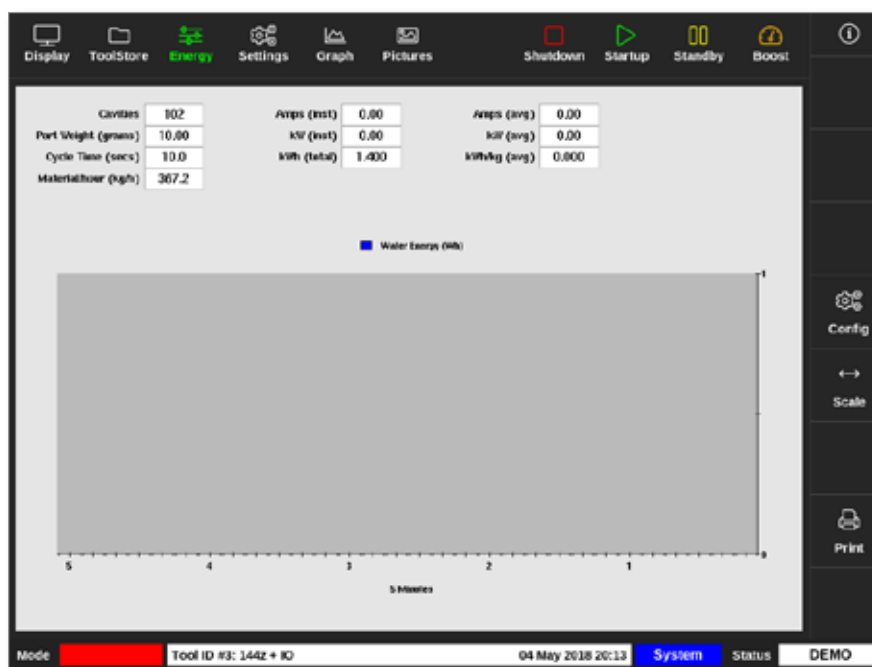 Display ToolStore Energy Settings Graph Pictures Shutdown Startup Standby Boost
Cavities 102 Amps (inst) 0.00 Amps (avg) 0.00
Part Weight (grams) 10.00 kW (inst) 0.00 kW (avg) 0.00
Cycle Time (secs) 10.0 kWh (total) 1.400 kWh/kg (avg) 0.000
Material/hour (kg/h) 367.2
Water Energy (Wh)
1
Config
Scale
Print
0
5 4 3 2 1
5 Minutes
Mode Tool ID #3: 144z + IO 04 May 2018 20:13 System Status DEMO